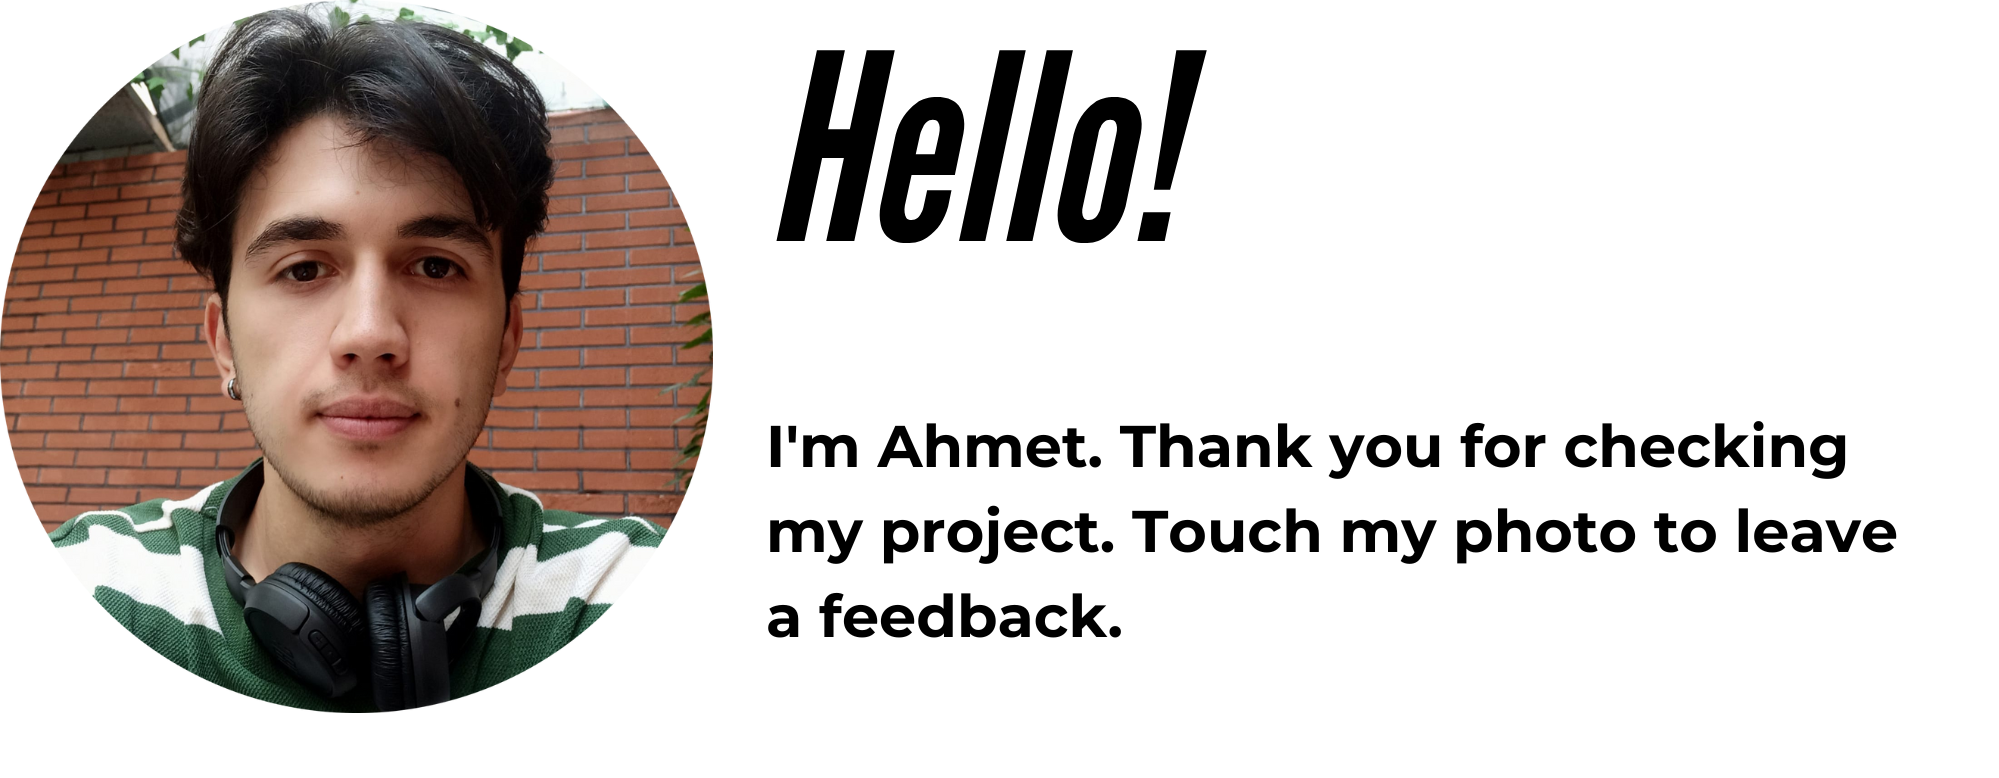 Hello!
I'm Ahmet. Thank you for checking
my project. Touch my photo to leave
a feedback.